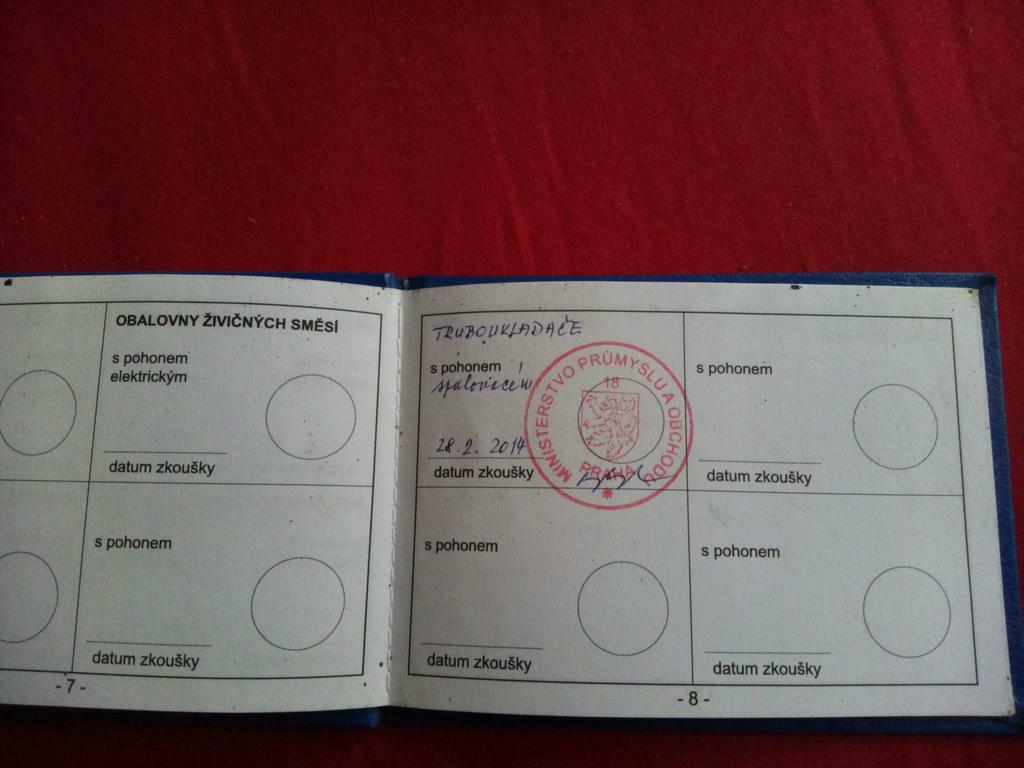 OBALOVNY ŽIVIČNÝCH SMĚSÍ
s pohonem
elektrickým
datum zkoušky
s pohonem
datum zkoušky
- 7 -
TRUBOUKLADAČE
s pohonem
spalovacím
28.2. 2014
datum zkoušky
MINISTERSTVO PRŮMYSLU A OBCHODU
18
PRAHA
s pohonem
datum zkoušky
s pohonem
datum zkoušky
s pohonem
datum zkoušky
- 8 -